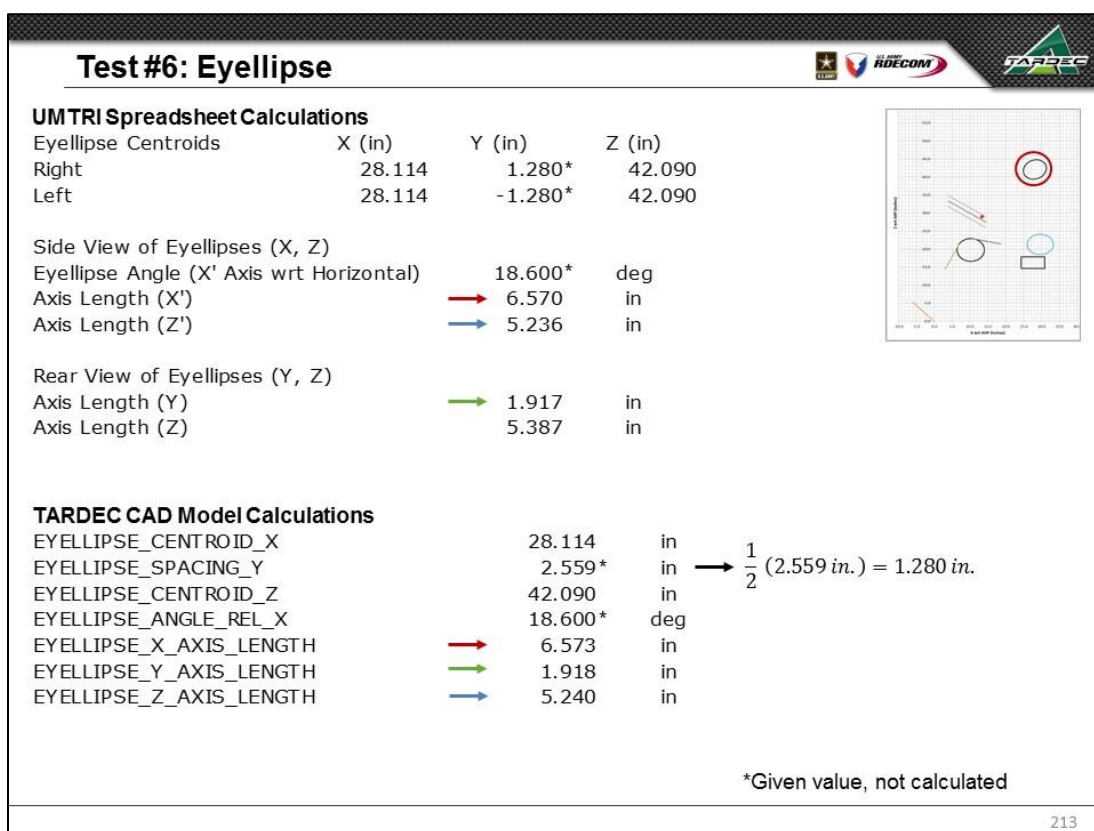 Test #6: Eyellipse
U.S. ARMY
U.S. ARMY
RDECOM
TARDEC
UMTRI Spreadsheet Calculations
Eyellipse Centroids X (in) Y (in) Z (in)
Right 28.114 1.280* 42.090
Left 28.114 -1.280* 42.090
Side View of Eyellipses (X, Z)
Eyellipse Angle (X' Axis wrt Horizontal) 18.600* deg
Axis Length (X') 6.570 in
Axis Length (Z') 5.236 in
Rear View of Eyellipses (Y, Z)
Axis Length (Y) 1.917 in
Axis Length (Z) 5.387 in
TARDEC CAD Model Calculations
EYELLIPSE_CENTROID_X 28.114 in
EYELLIPSE_SPACING_Y 2.559* in → 1/2 (2.559 in.) = 1.280 in.
EYELLIPSE_CENTROID_Z 42.090 in
EYELLIPSE_ANGLE_REL_X 18.600* deg
EYELLIPSE_X_AXIS_LENGTH 6.573 in
EYELLIPSE_Y_AXIS_LENGTH 1.918 in
EYELLIPSE_Z_AXIS_LENGTH 5.240 in
*Given value, not calculated
213